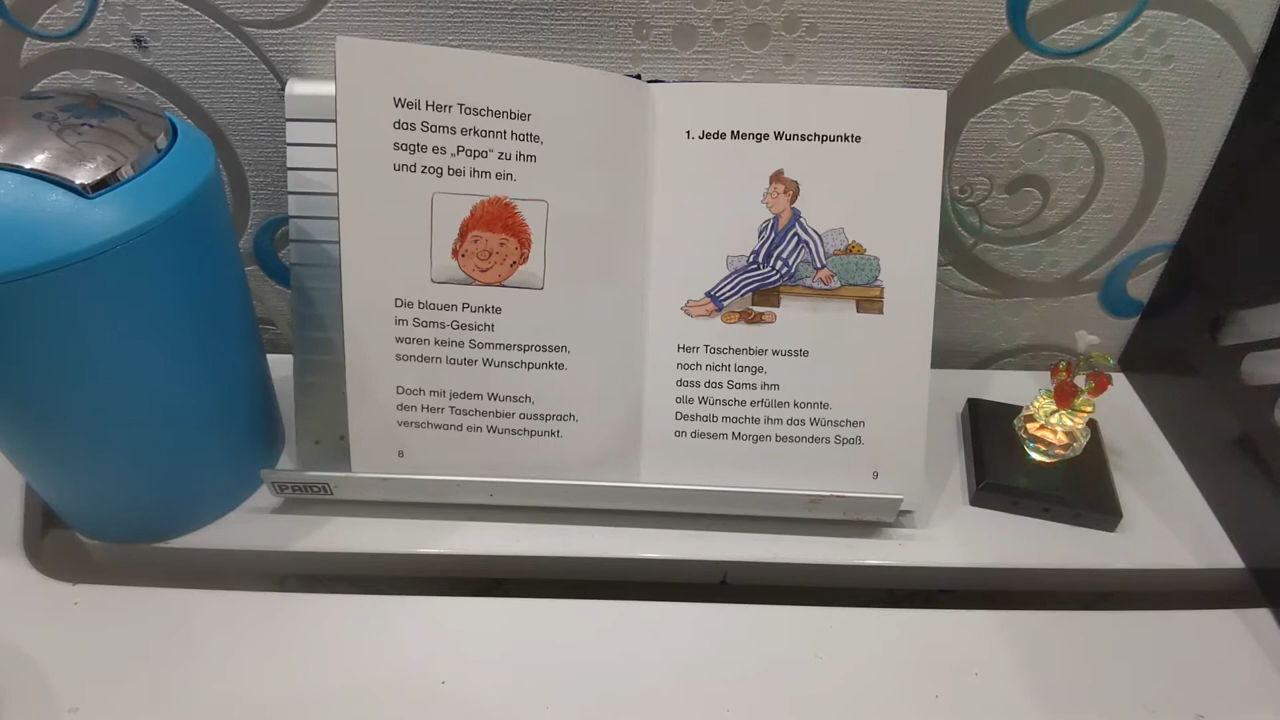 Weil Herr Taschenbier
das Sams erkannt hatte,
sagte es „Papa“ zu ihm
und zog bei ihm ein.
Die blauen Punkte
im Sams-Gesicht
waren keine Sommersprossen,
sondern lauter Wunschpunkte.
Doch mit jedem Wunsch,
den Herr Taschenbier aussprach,
verschwand ein Wunschpunkt.
8
1. Jede Menge Wunschpunkte
Herr Taschenbier wusste
noch nicht lange,
dass das Sams ihm
alle Wünsche erfüllen konnte.
Deshalb machte ihm das Wünschen
an diesem Morgen besonders Spaß.
9
PAIDI